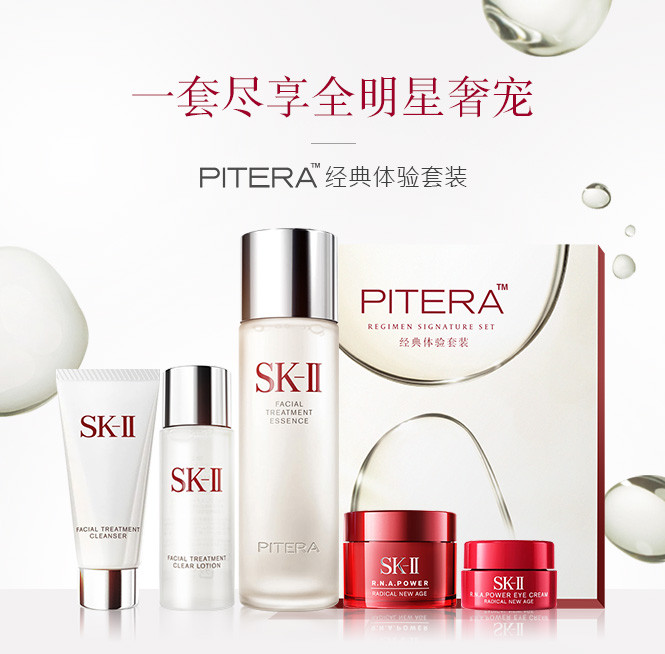 一套尽享全明星奢宠
PITERA™ 经典体验套装
PITERA™
REGIMEN SIGNATURE SET
经典体验套装
SK-II
FACIAL
TREATMENT
ESSENCE
PITERA
SK-II
FACIAL TREATMENT
CLEANSER
SK-II
FACIAL TREATMENT
CLEAR LOTION
SK-II
R.N.A.POWER
RADICAL NEW AGE
SK-II
R.N.A.POWER EYE CREAM
RADICAL NEW AGE